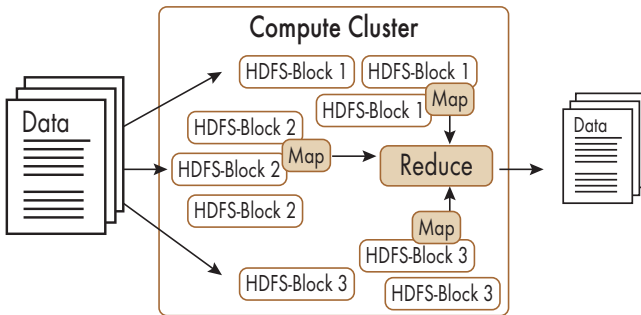 Compute Cluster
Data
HDFS-Block 1
HDFS-Block 1
HDFS-Block 1
Map
HDFS-Block 2
HDFS-Block 2
Map
HDFS-Block 2
Reduce
Map
HDFS-Block 3
HDFS-Block 3
HDFS-Block 3
Data